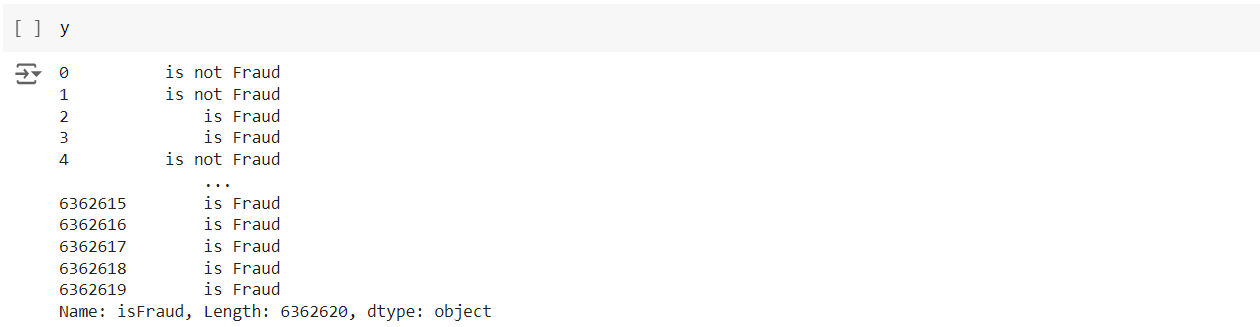 [ ] y
0 is not Fraud
1 is not Fraud
2 is Fraud
3 is Fraud
4 is not Fraud
...
6362615 is Fraud
6362616 is Fraud
6362617 is Fraud
6362618 is Fraud
6362619 is Fraud
Name: isFraud, Length: 6362620, dtype: object